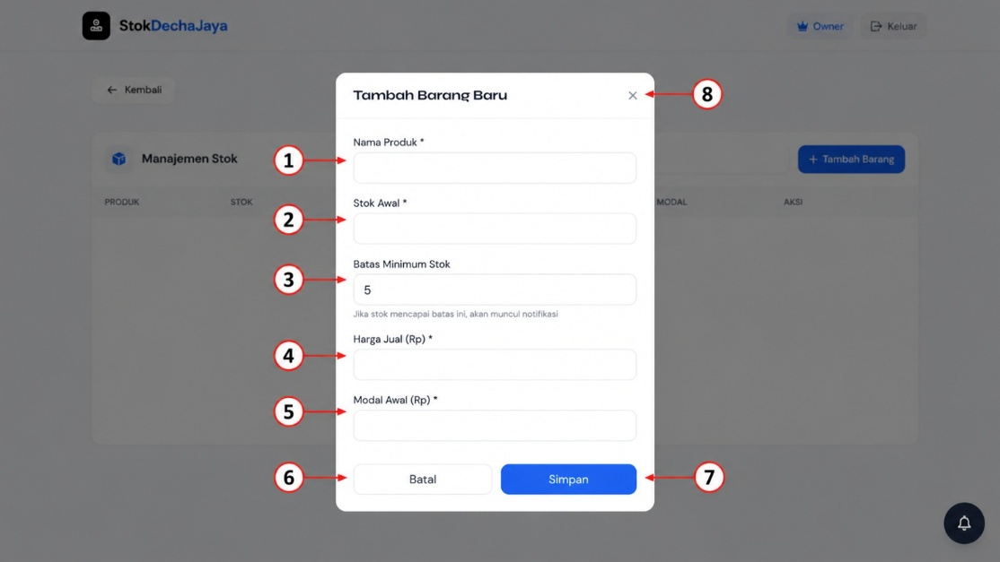 StokDechaJaya
Owner
Keluar
Kembali
Manajemen Stok
+ Tambah Barang
PRODUK STOK MODAL AKSI
Tambah Barang Baru
8
Nama Produk *
1
Stok Awal *
2
Batas Minimum Stok
3
5
Jika stok mencapai batas ini, akan muncul notifikasi
Harga Jual (Rp) *
4
Modal Awal (Rp) *
5
6
Batal
Simpan
7